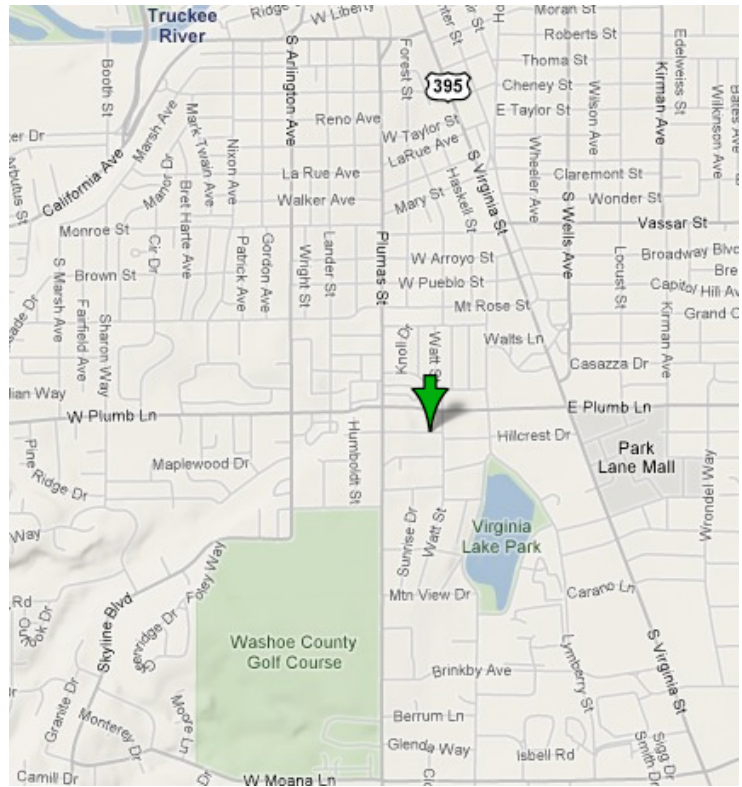 Truckee
River
Ridge
W Liberty
Moran St
Roberts St
Thoma St
Cheney St
E Taylor St
Edelweiss St
Kirman Ave
Wilson Ave
Wilkinson Ave
Bates Ave
Booth St
S Arlington Ave
Forest St
395
Marsh Ave
Mark Twain Ave
Nixon Ave
Reno Ave
W Taylor St
LaRue Ave
S Virginia St
Wheeler Ave
California Ave
Manor Dr
Bret Harte Ave
La Rue Ave
Walker Ave
Mary St
Haskell St
Claremont St
Wonder St
S Wells Ave
Vassar St
Arbutus St
Monroe St
Cir Dr
Patrick Ave
Gordon Ave
Wright St
Lander St
Plumas St
W Arroyo St
W Pueblo St
Mt Rose St
Locust St
Broadway Blvd
Capitol Hill Ave
Kirman Ave
Brown St
S Marsh Ave
Fairfield Ave
Sharon Way
Watt St
Walts Ln
Casazza Dr
W Plumb Ln
E Plumb Ln
Humboldt St
Hillcrest Dr
Park
Lane Mall
Wrondel Way
Pine Ridge Dr
Maplewood Dr
Sunrise Dr
Watt St
Virginia
Lake Park
Foley Way
Skyline Blvd
Mtn View Dr
Carano Ln
Washoe County
Golf Course
Brinkby Ave
Lymberry St
S Virginia St
Granite Dr
Monterey Dr
Moore Ln
Berrum Ln
Glenda Way
Isbell Rd
Sigg Dr
Smith Dr
Camill Dr
W Moana Ln